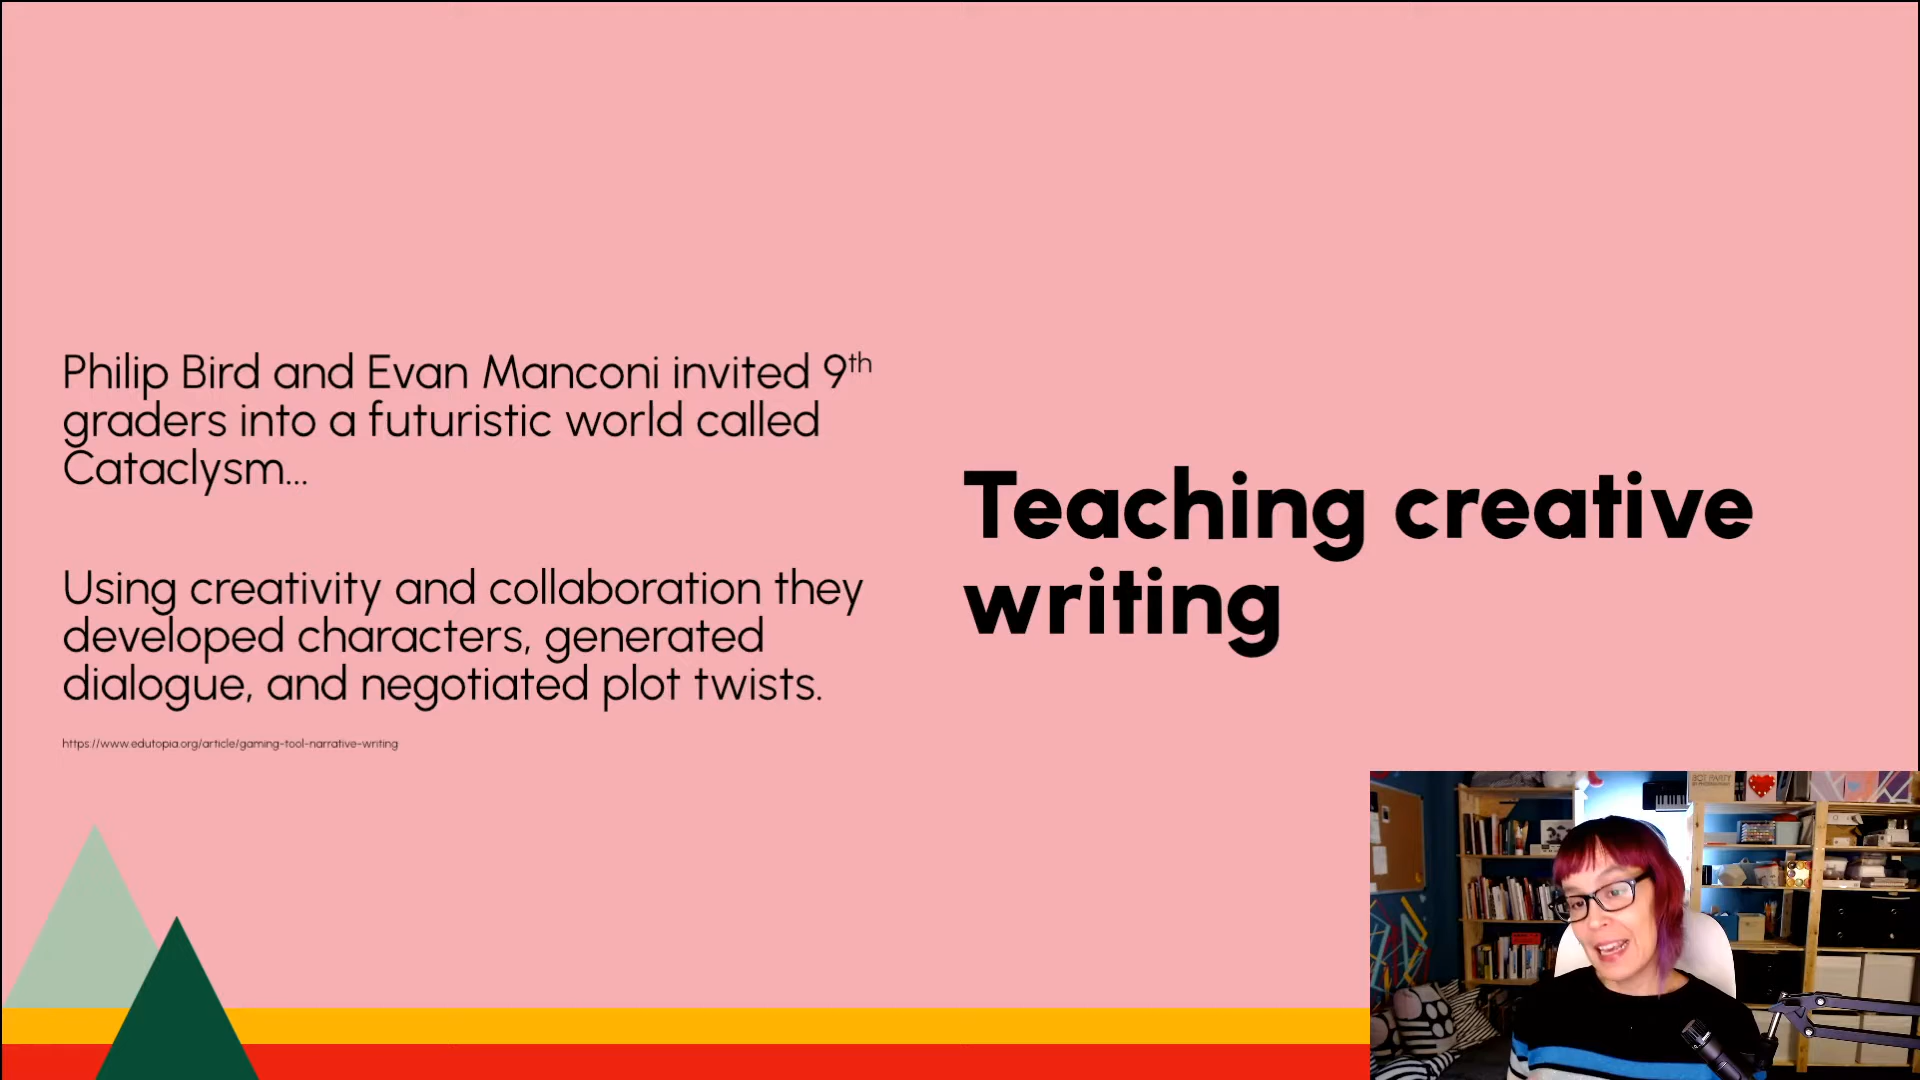 Philip Bird and Evan Manconi invited 9th
graders into a futuristic world called
Cataclysm...
Using creativity and collaboration they
developed characters, generated
dialogue, and negotiated plot twists.
https://www.edutopia.org/article/gaming-tool-narrative-writing
Teaching creative
writing
BOT PARTY